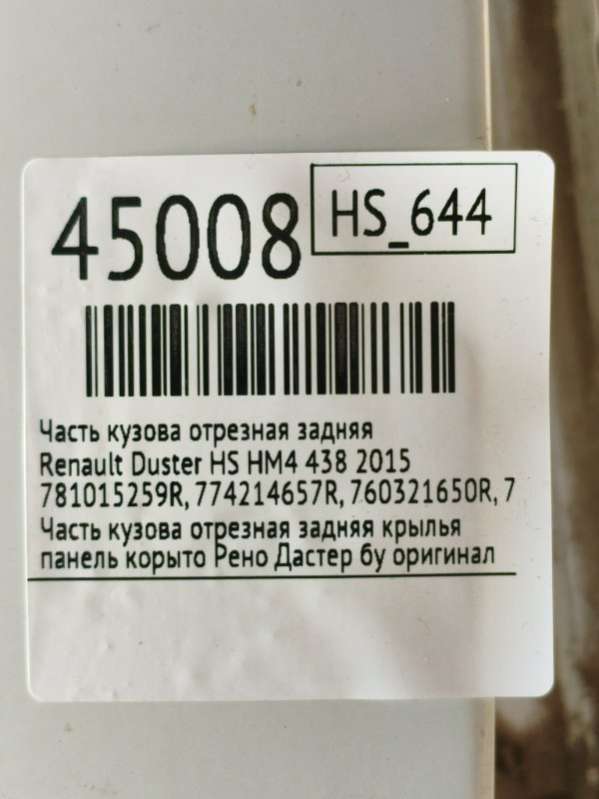 45008
HS_644
Часть кузова отрезная задняя
Renault Duster HS HM4 438 2015
781015259R, 774214657R, 760321650R, 7
Часть кузова отрезная задняя крылья
панель корыто Рено Дастер бу оригинал